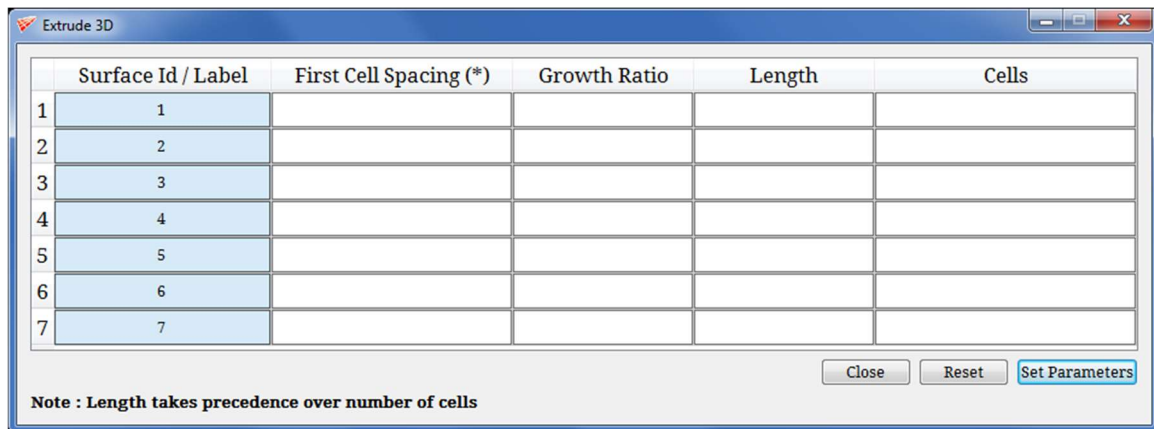 Extrude 3D
Surface Id / Label First Cell Spacing (*) Growth Ratio Length Cells
1 1
2 2
3 3
4 4
5 5
6 6
7 7
Close Reset Set Parameters
Note : Length takes precedence over number of cells